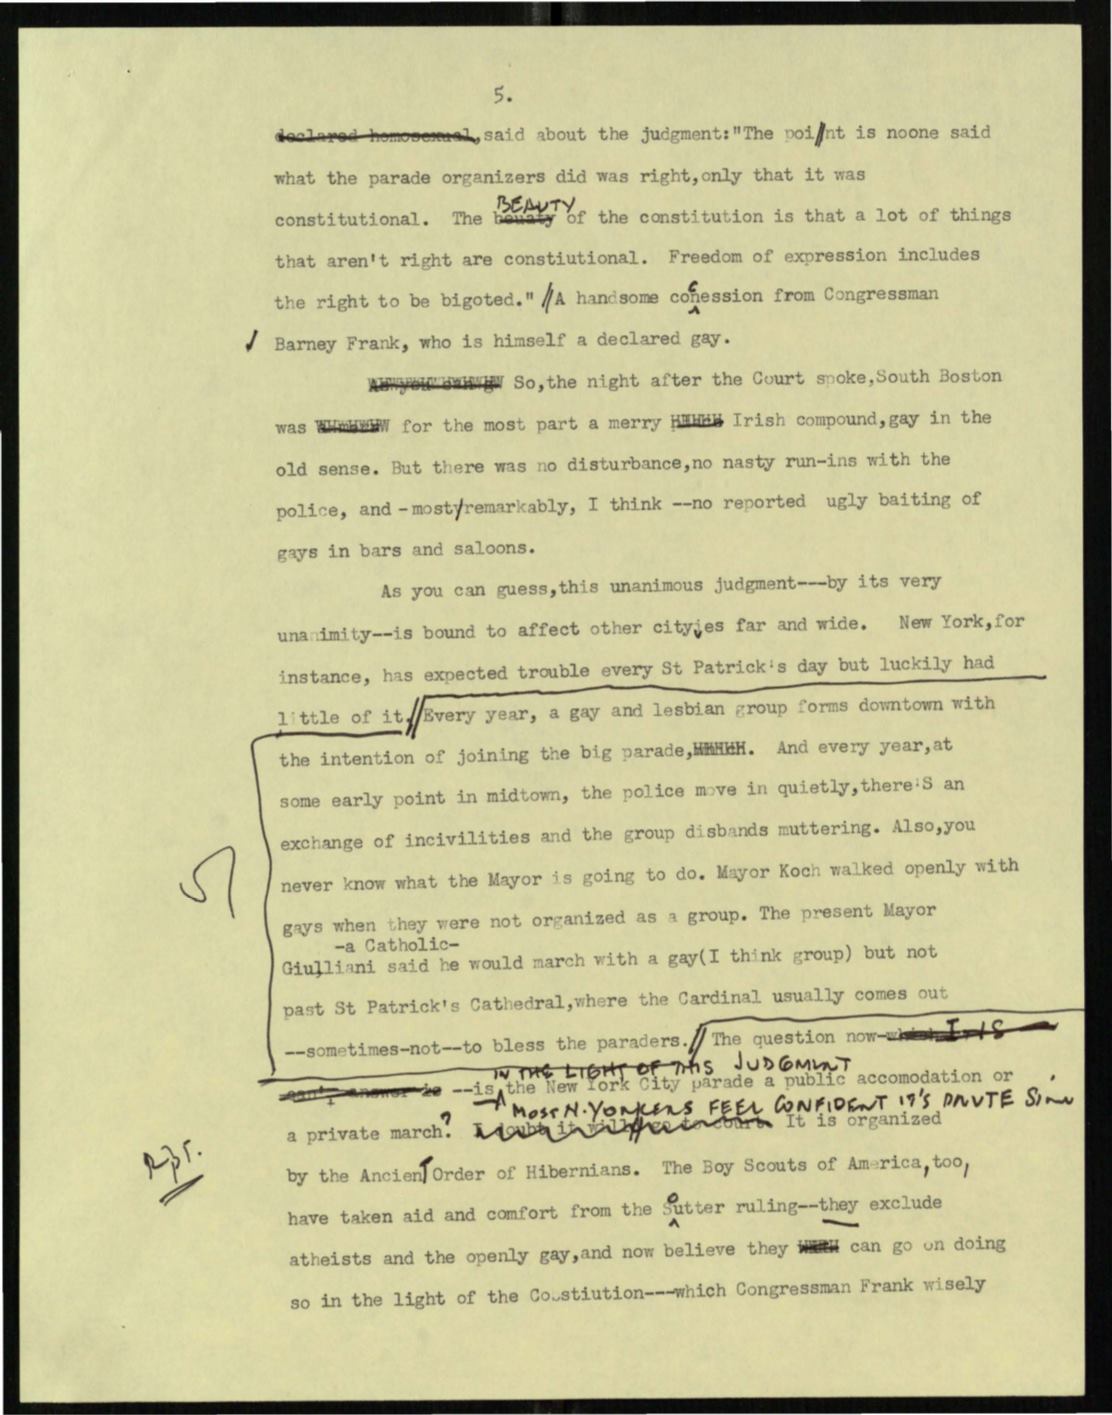 5.
declared homosexual, said about the judgment:"The point is noone said
what the parade organizers did was right,only that it was
BEAUTY
constitutional. The beuaty of the constitution is that a lot of things
that aren't right are constiutional. Freedom of expression includes
the right to be bigoted." //A handsome concession from Congressman
Barney Frank, who is himself a declared gay.
So,the night after the Court spoke,South Boston
was for the most part a merry Irish compound,gay in the
old sense. But there was no disturbance,no nasty run-ins with the
police, and -most/remarkably, I think --no reported ugly baiting of
gays in bars and saloons.
As you can guess,this unanimous judgment---by its very
unanimity--is bound to affect other cityies far and wide. New York,for
instance, has expected trouble every St Patrick's day but luckily had
little of it.//Every year, a gay and lesbian group forms downtown with
the intention of joining the big parade, . And every year,at
some early point in midtown, the police move in quietly,there'S an
exchange of incivilities and the group disbands muttering. Also,you
never know what the Mayor is going to do. Mayor Koch walked openly with
gays when they were not organized as a group. The present Mayor
-a Catholic-
Giulliani said he would march with a gay(I think group) but not
past St Patrick's Cathedral,where the Cardinal usually comes out
--sometimes-not--to bless the paraders.//The question now-which I IS
IN THE LIGHT OF THIS JUDGMENT
can't answer is --is the New York City parade a public accomodation or
MOST N.YORKERS FEEL CONFIDENT IT'S
a private march? I doubt it will go to court. It is organized
by the Ancient Order of Hibernians. The Boy Scouts of America,too,
have taken aid and comfort from the Soutter ruling--they exclude
atheists and the openly gay,and now believe they can go on doing
so in the light of the Costiution---which Congressman Frank wisely